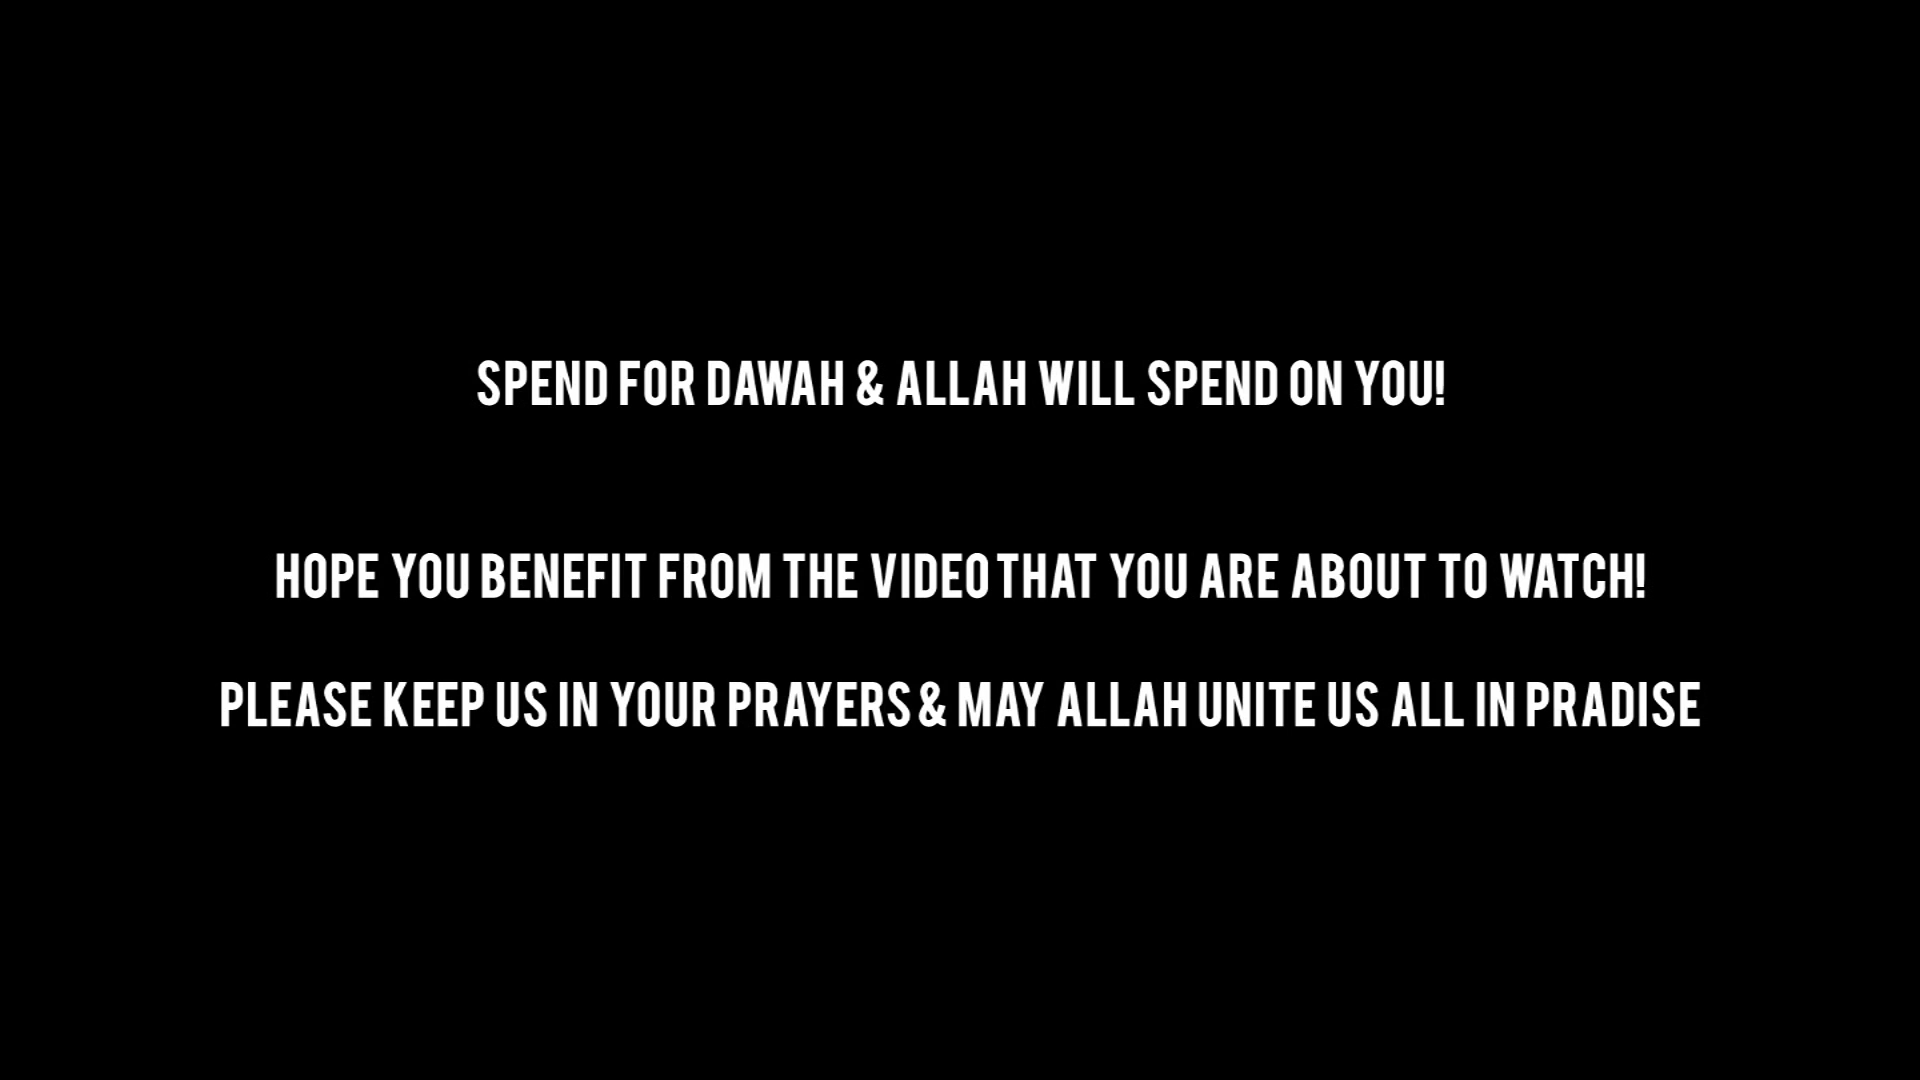 SPEND FOR DAWAH & ALLAH WILL SPEND ON YOU!
HOPE YOU BENEFIT FROM THE VIDEO THAT YOU ARE ABOUT TO WATCH!
PLEASE KEEP US IN YOUR PRAYERS & MAY ALLAH UNITE US ALL IN PRADISE